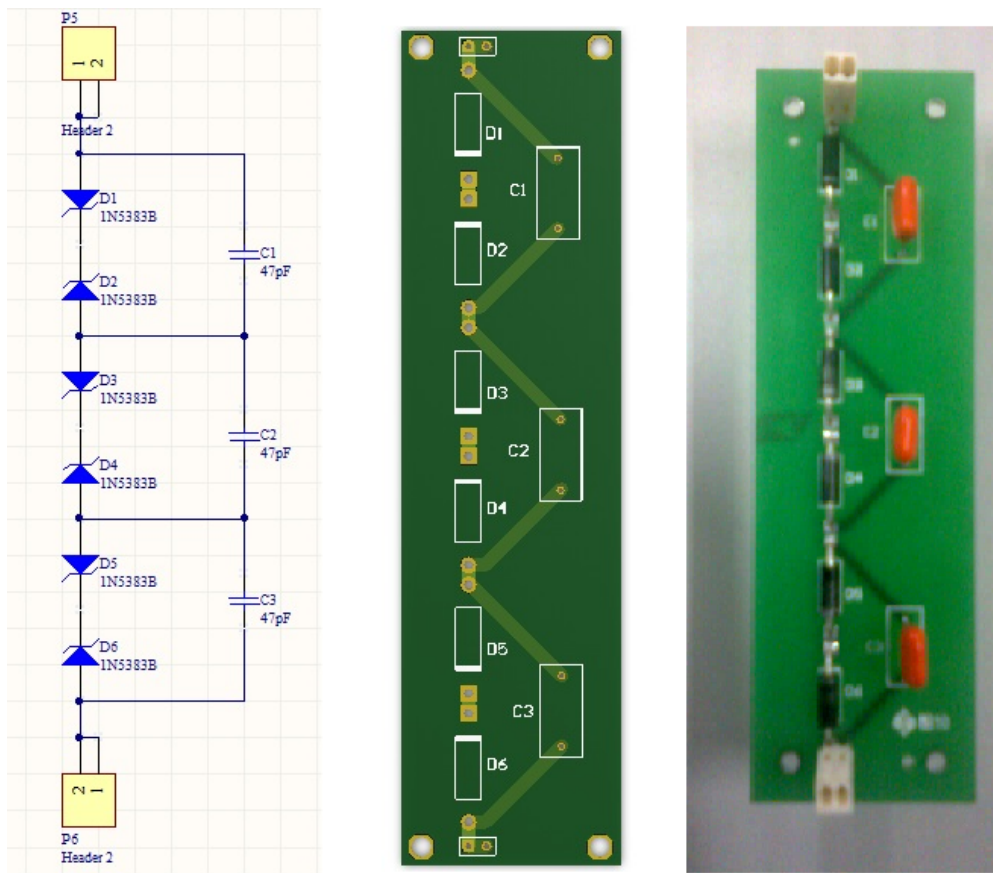 P5
1 2
Header 2
D1
1N5383B
C1
47pF
D2
1N5383B
D3
1N5383B
C2
47pF
D4
1N5383B
D5
1N5383B
C3
47pF
D6
1N5383B
2 1
P6
Header 2
D1
C1
D2
D3
C2
D4
D5
C3
D6